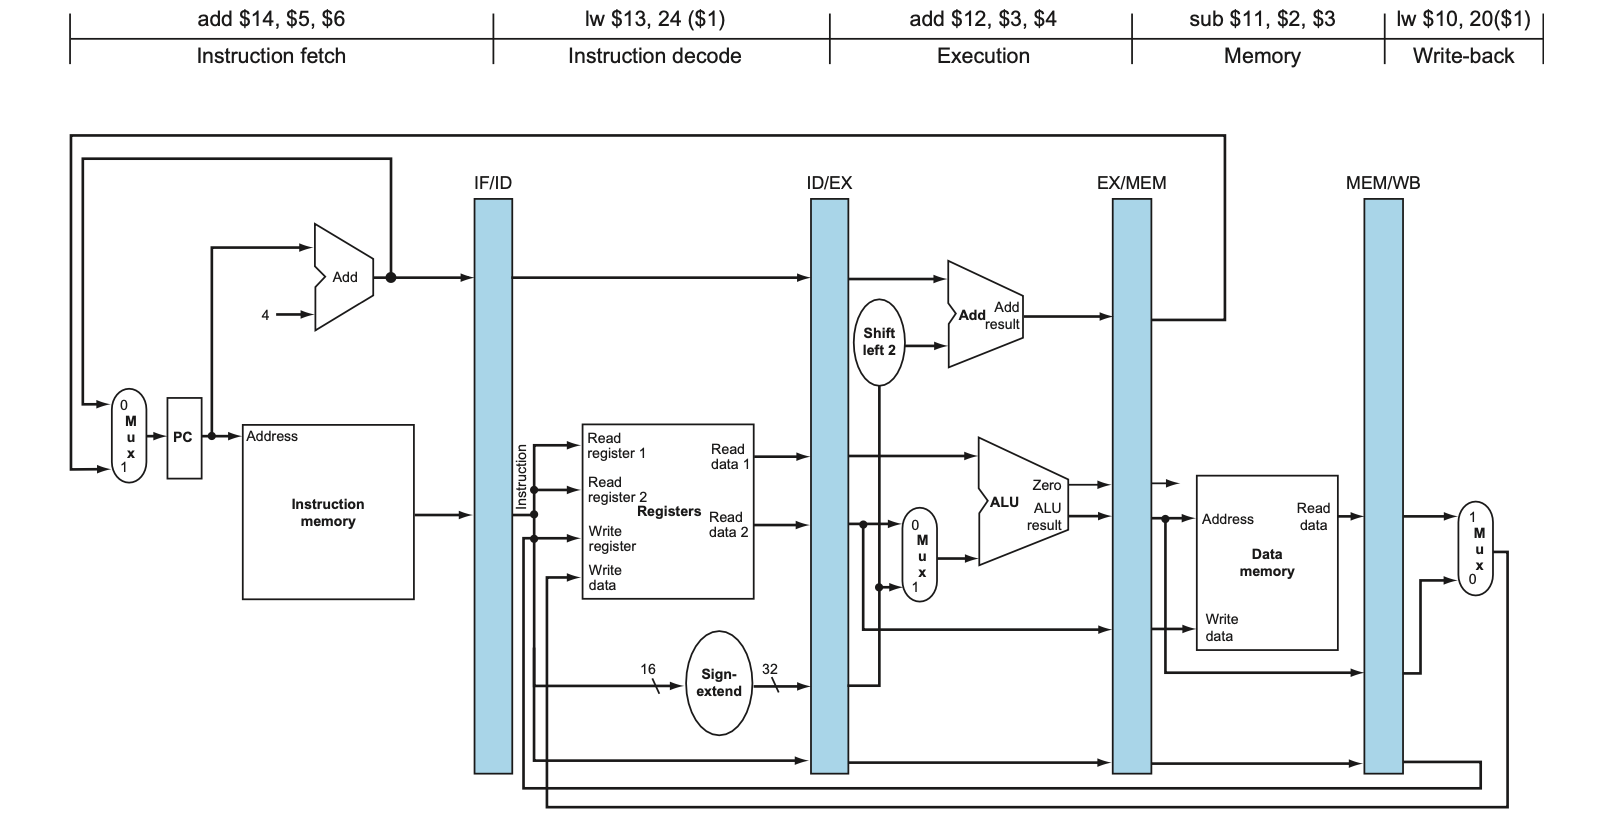 add $14, $5, $6
lw $13, 24 ($1)
add $12, $3, $4
sub $11, $2, $3
lw $10, 20($1)
Instruction fetch
Instruction decode
Execution
Memory
Write-back
IF/ID
ID/EX
EX/MEM
MEM/WB
Add
4
0
M
u
x
1
PC
Address
Instruction
memory
Instruction
Read
register 1
Read
register 2
Write
register
Write
data
Registers
Read
data 1
Read
data 2
16
Sign-
extend
32
Shift
left 2
Add
Add
result
0
M
u
x
1
ALU
Zero
ALU
result
Address
Read
data
Data
memory
Write
data
1
M
u
x
0